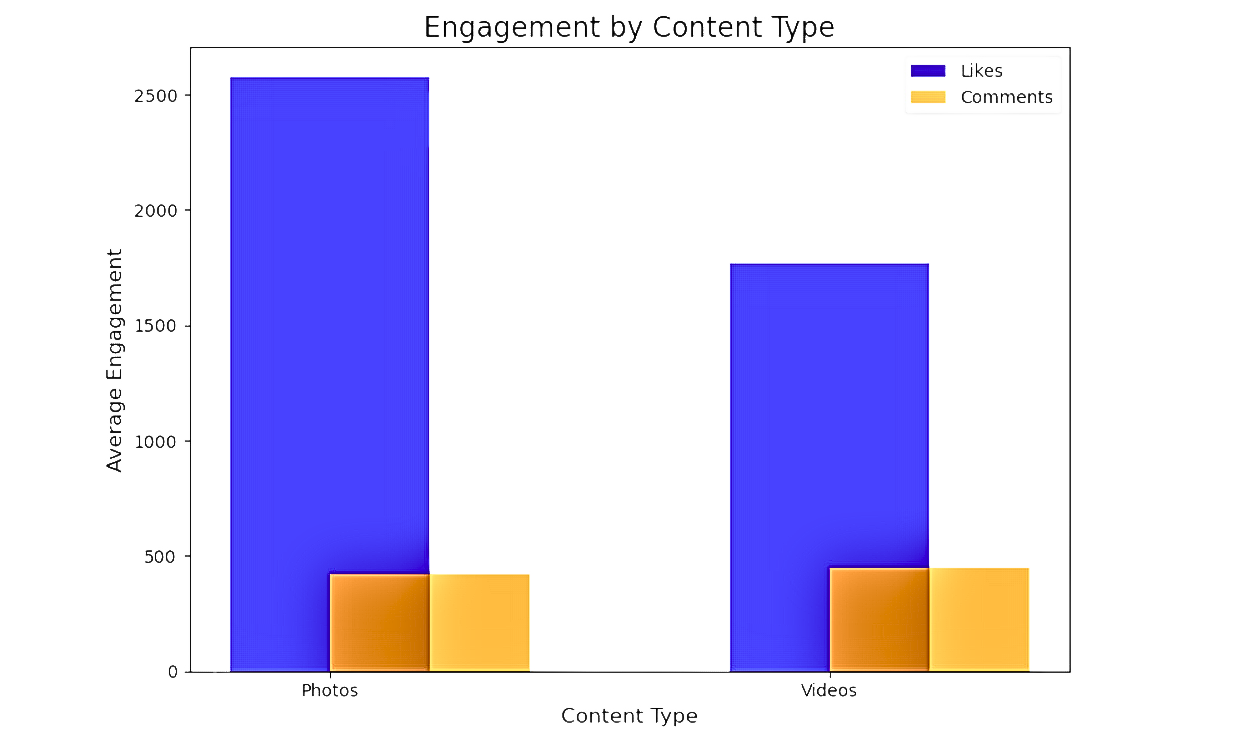 Engagement by Content Type
Likes
Comments
2500
2000
1500
1000
500
0
Average Engagement
Photos
Videos
Content Type